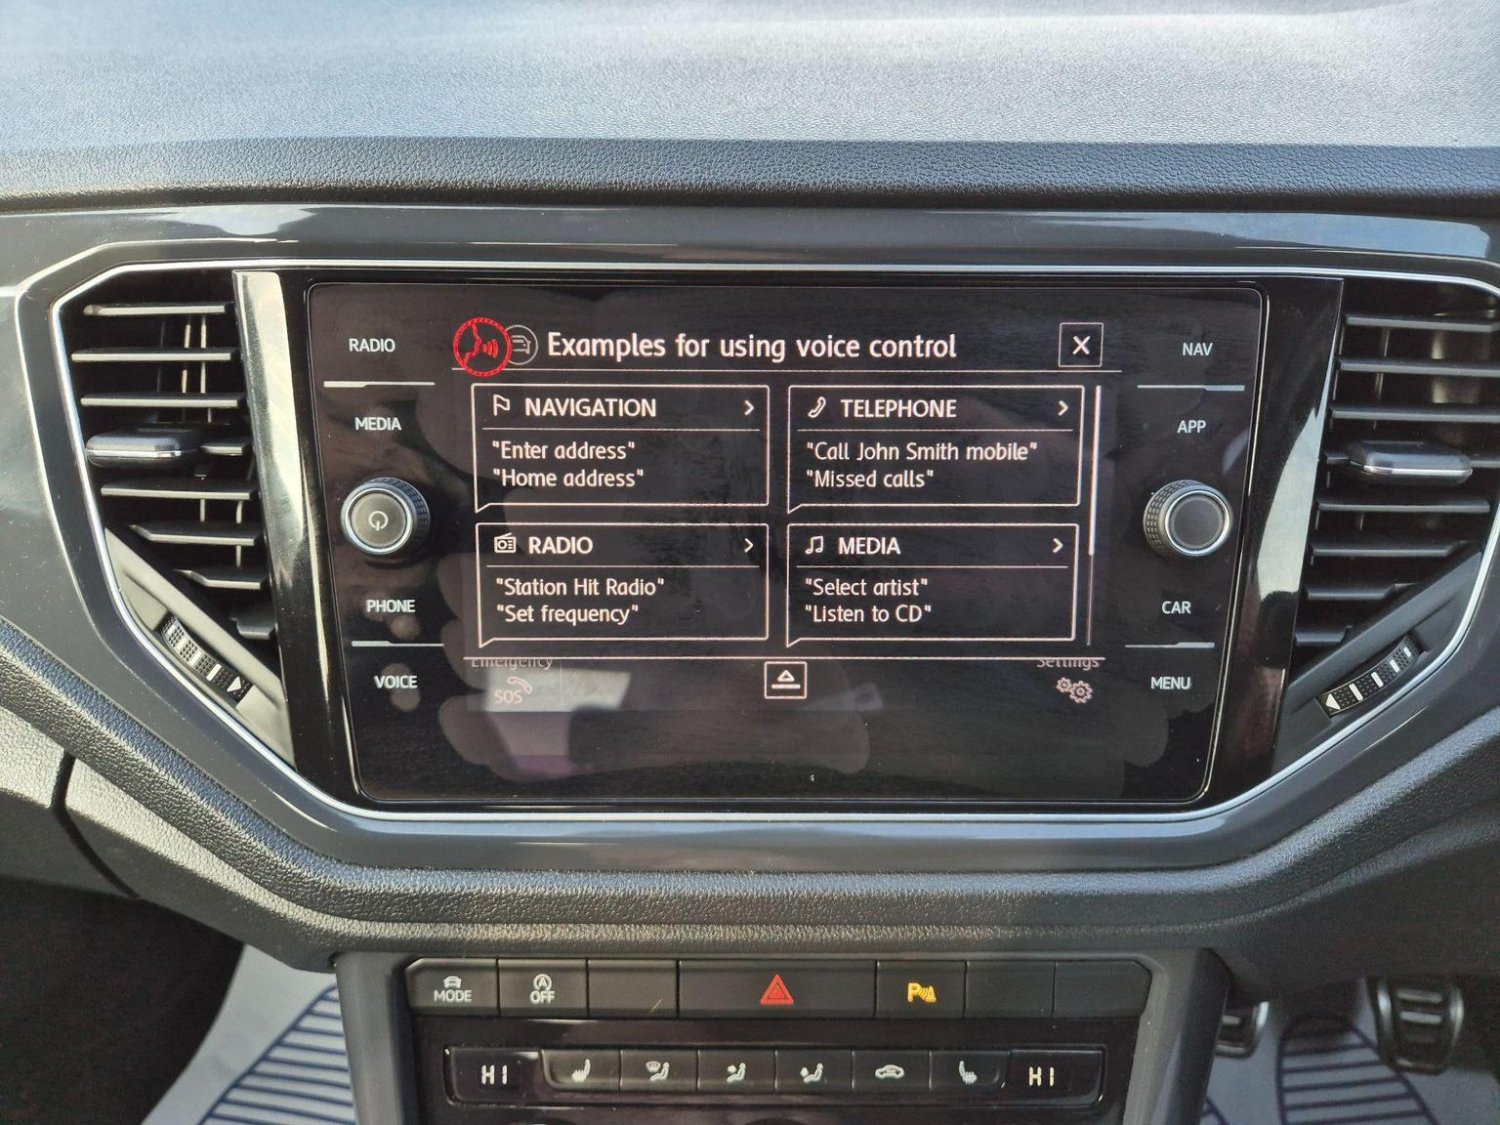 RADIO
MEDIA
PHONE
VOICE
Examples for using voice control
NAVIGATION
"Enter address"
"Home address"
TELEPHONE
"Call John Smith mobile"
"Missed calls"
RADIO
"Station Hit Radio"
"Set frequency"
MEDIA
"Select artist"
"Listen to CD"
Emergency
SOS
Settings
NAV
APP
CAR
MENU
MODE
A
OFF
P
HI
HI